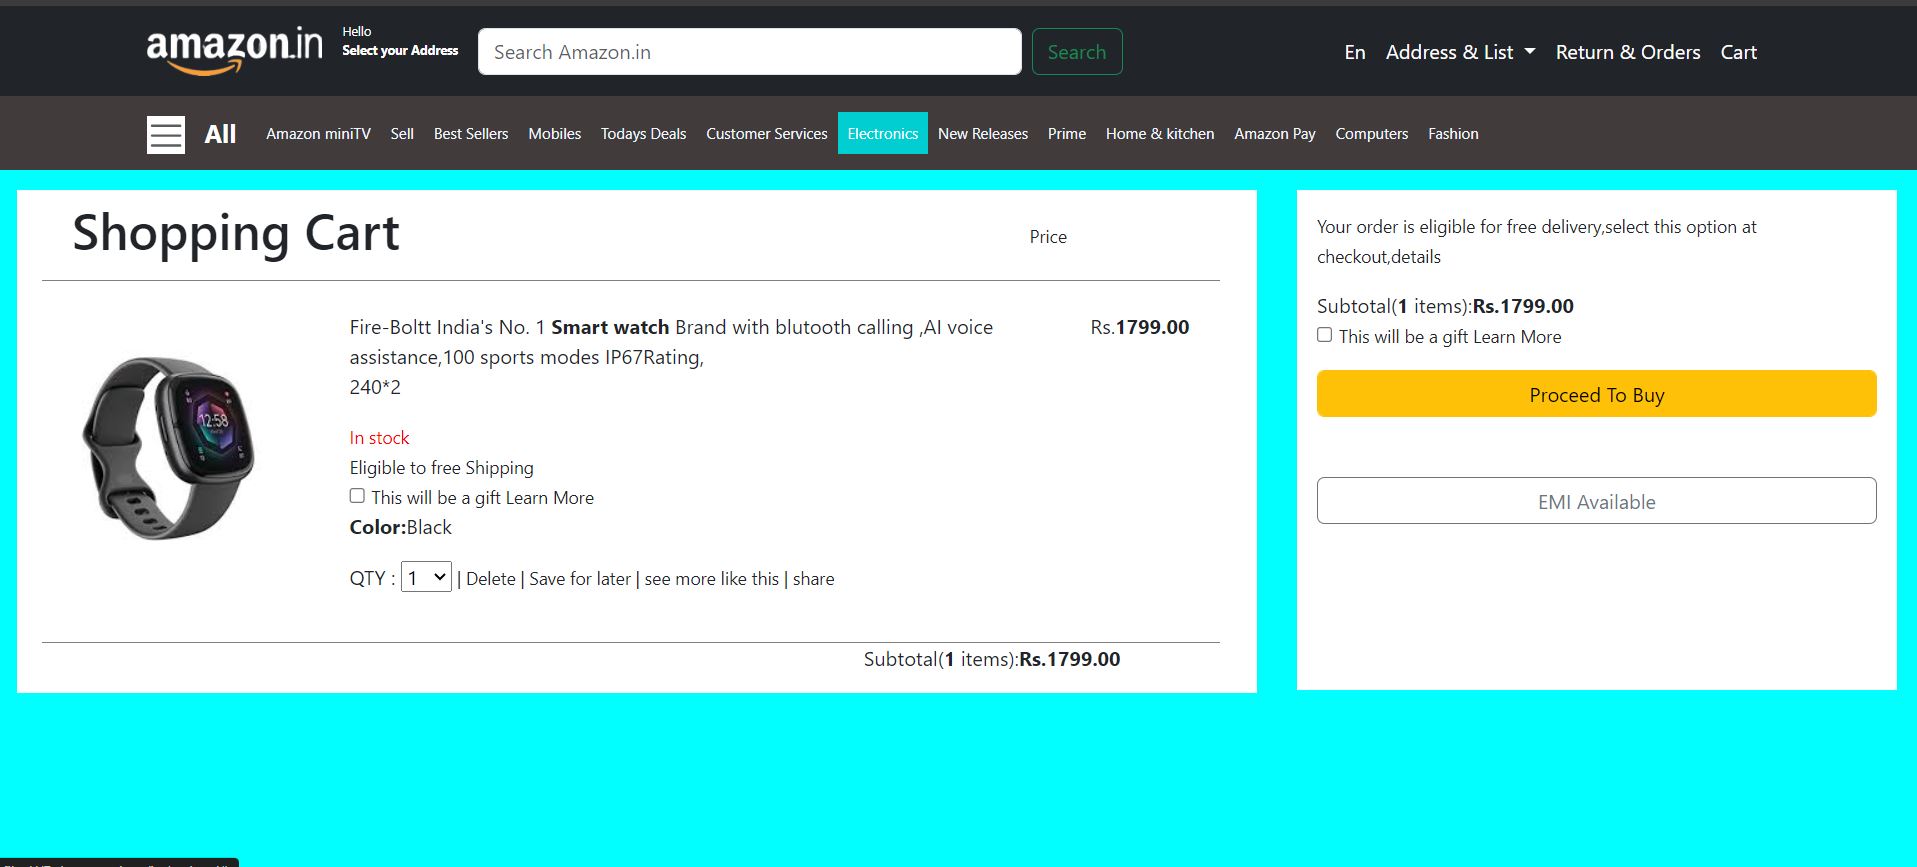 amazon.in
Hello
Select your Address
Search Amazon.in
Search
En
Address & List
Return & Orders
Cart
All
Amazon miniTV
Sell
Best Sellers
Mobiles
Todays Deals
Customer Services
Electronics
New Releases
Prime
Home & kitchen
Amazon Pay
Computers
Fashion
Shopping Cart
Price
Fire-Boltt India's No. 1 Smart watch Brand with blutooth calling ,AI voice
assistance,100 sports modes IP67Rating,
240*2
Rs.1799.00
12:58
In stock
Eligible to free Shipping
This will be a gift Learn More
Color:Black
QTY : 1 | Delete | Save for later | see more like this | share
Subtotal(1 items):Rs.1799.00
Your order is eligible for free delivery,select this option at
checkout,details
Subtotal(1 items):Rs.1799.00
This will be a gift Learn More
Proceed To Buy
EMI Available